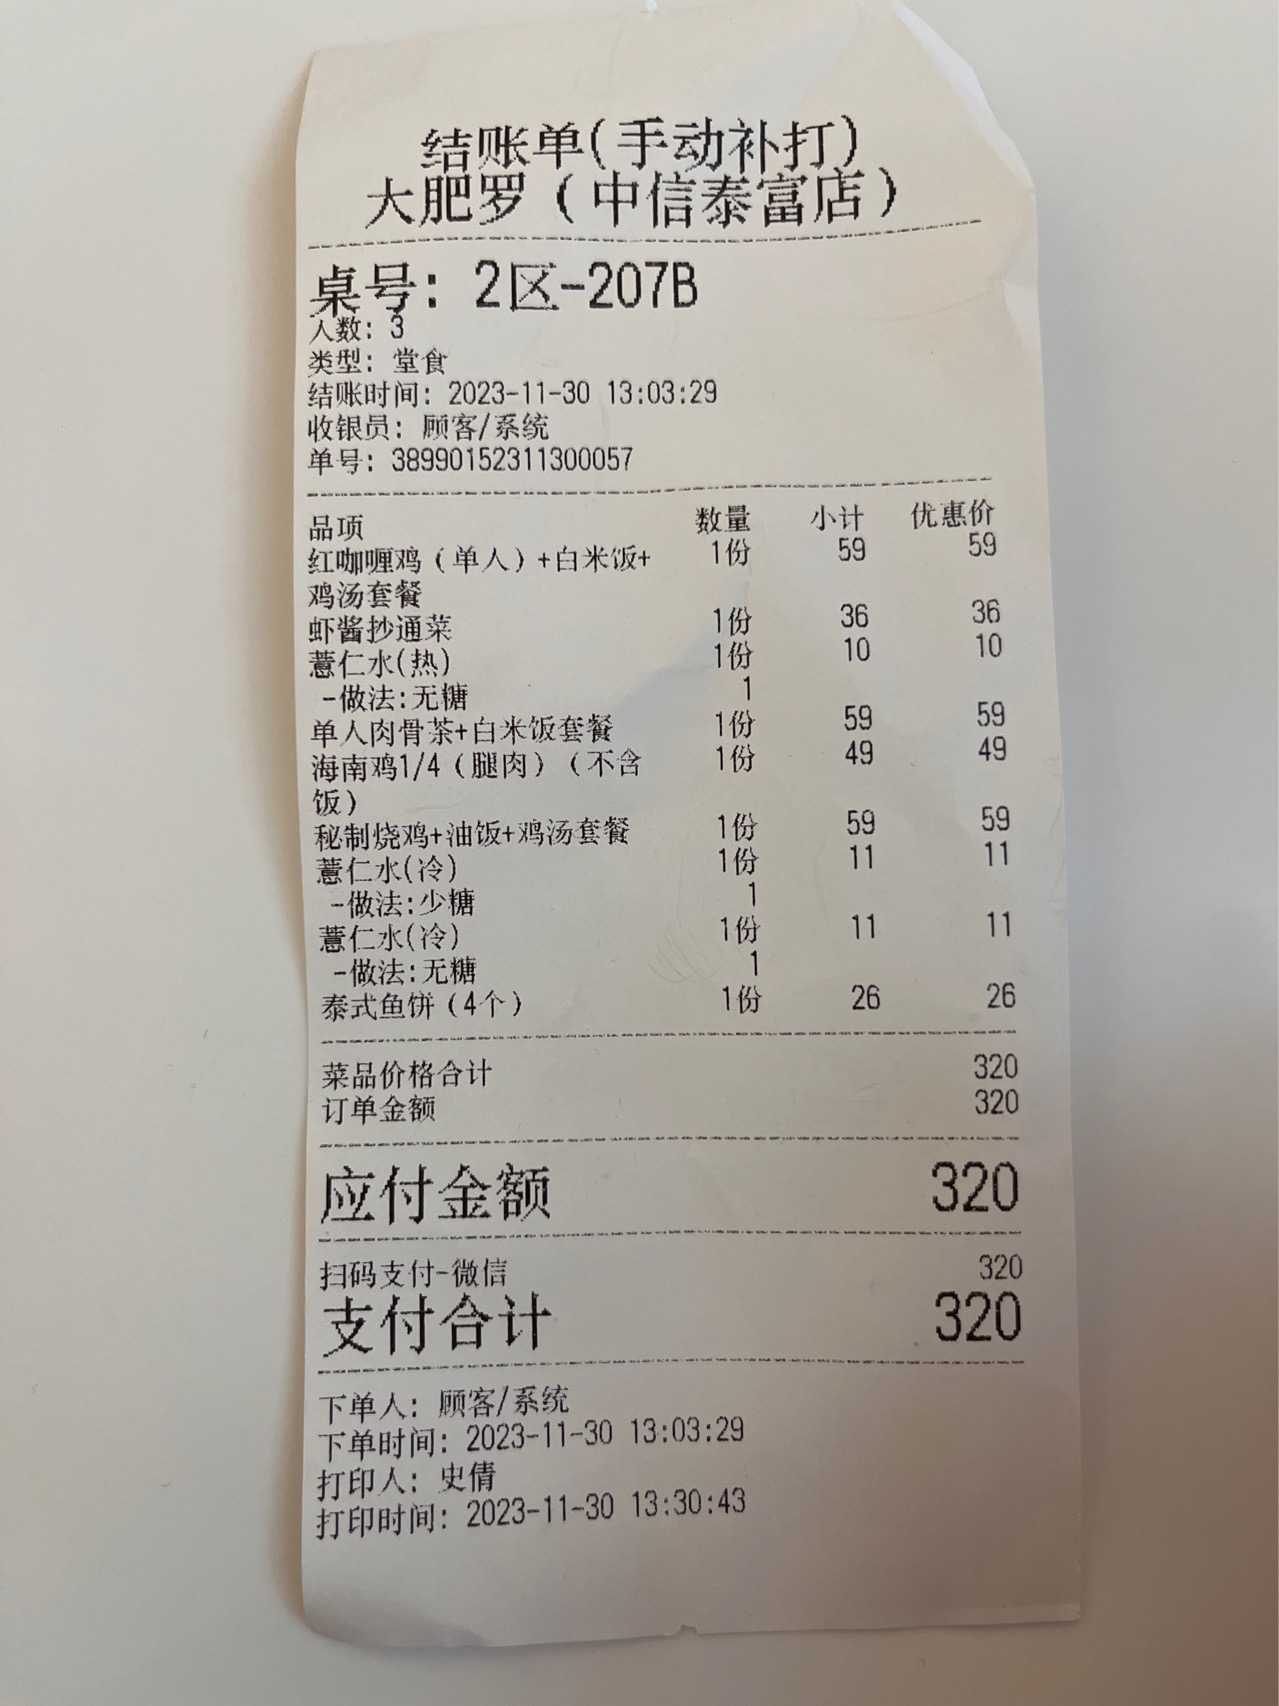 结账单(手动补打)
大肥罗（中信泰富店）
桌号: 2区-207B
人数: 3
类型: 堂食
结账时间: 2023-11-30 13:03:29
收银员: 顾客/系统
单号: 38990152311300057
品项 数量 小计 优惠价
红咖喱鸡（单人）+白米饭+ 1份 59 59
鸡汤套餐
虾酱抄通菜 1份 36 36
薏仁水(热) 1份 10 10
-做法:无糖 1
单人肉骨茶+白米饭套餐 1份 59 59
海南鸡1/4（腿肉）（不含 1份 49 49
饭）
秘制烧鸡+油饭+鸡汤套餐 1份 59 59
薏仁水(冷) 1份 11 11
-做法:少糖 1
薏仁水(冷) 1份 11 11
-做法:无糖 1
泰式鱼饼（4个） 1份 26 26
菜品价格合计 320
订单金额 320
应付金额 320
扫码支付-微信 320
支付合计 320
下单人: 顾客/系统
下单时间: 2023-11-30 13:03:29
打印人: 史倩
打印时间: 2023-11-30 13:30:43